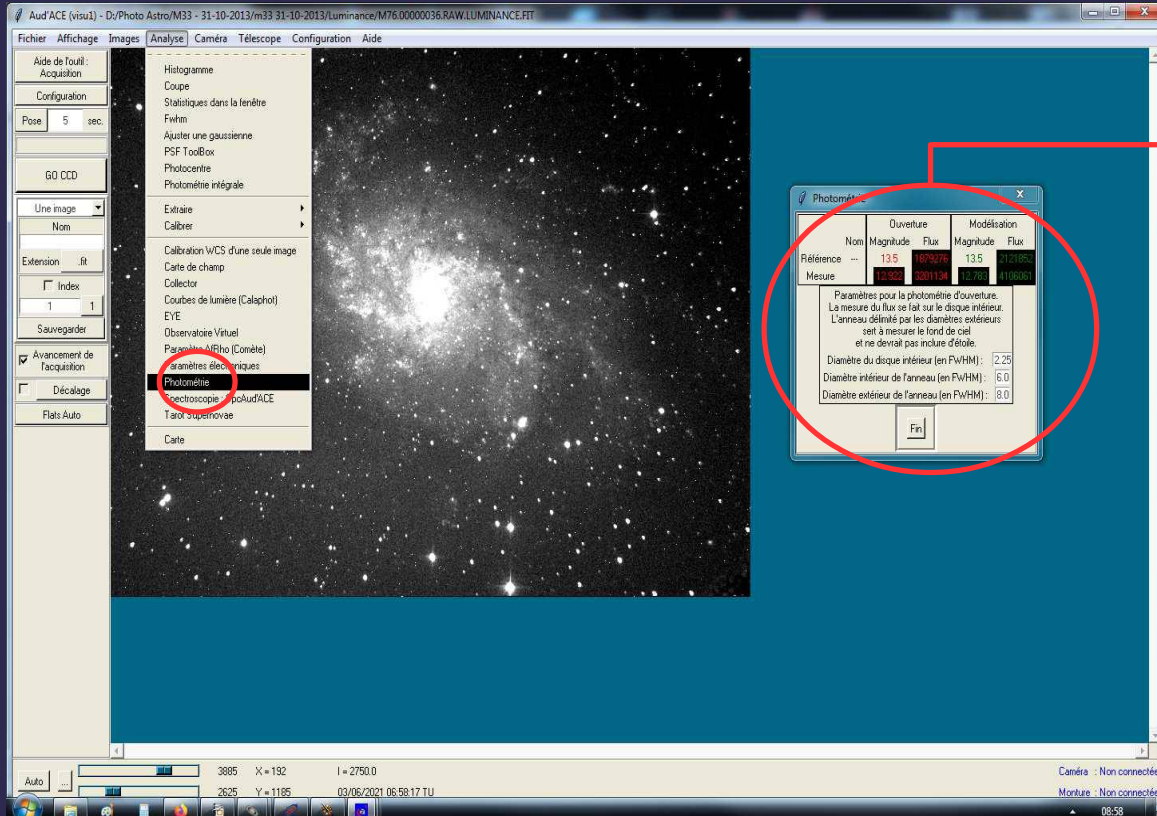 Aud'ACE (visu1) - D:/Photo Astro/M33 - 31-10-2013/m33 31-10-2013/Luminance/M76.00000036.RAW.LUMINANCE.FIT
Fichier Affichage Images Analyse Caméra Télescope Configuration Aide
Aide de l'outil :
Acquisition
Configuration
Pose 5 sec.
GO CCD
Une image
Nom
Extension .fit
Index
1 1
Sauvegarder
Avancement de
l'acquisition
Décalage
Flats Auto
Histogramme
Coupe
Statistiques dans la fenêtre
Fwhm
Ajuster une gaussienne
PSF ToolBox
Photocentre
Photométrie intégrale
Extraire
Calibrer
Calibration WCS d'une seule image
Carte de champ
Collector
Courbes de lumière (Calaphot)
EYE
Observatoire Virtuel
Paramètre Afrho (Comète)
Paramètres électroniques
Photométrie
Spectroscopie : SpcAud'ACE
Tarot Supernovae
Carte
Photométrie
Ouverture Modélisation
Nom Magnitude Flux Magnitude Flux
Référence --- 13.5 1879276 13.5 2121852
Mesure 12.922 3201134 12.783 4106061
Paramètres pour la photométrie d'ouverture.
La mesure du flux se fait sur le disque intérieur.
L'anneau délimité par les diamètres extérieurs
sert à mesurer le fond de ciel
et ne devrait pas inclure d'étoile.
Diamètre du disque intérieur (en FWHM) : 2.25
Diamètre intérieur de l'anneau (en FWHM) : 6.0
Diamètre extérieur de l'anneau (en FWHM) : 8.0
Fin
Auto ... 3885 X = 192 I = 2750.0 Caméra : Non connectée
2625 Y = 1185 03/06/2021 06:58:17 TU Monture : Non connectée
08:58